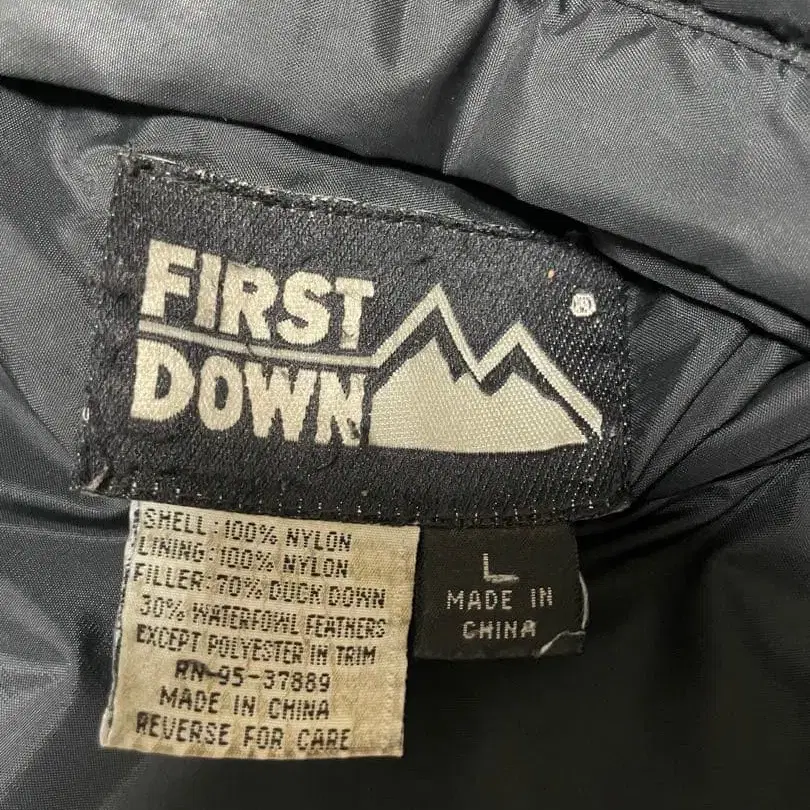 FIRST
DOWN
®
SHELL: 100% NYLON
LINING: 100% NYLON
FILLER: 70% DUCK DOWN
30% WATERFOWL FEATHERS
EXCEPT POLYESTER IN TRIM
RN-95-37889
MADE IN CHINA
REVERSE FOR CARE
L
MADE IN
CHINA